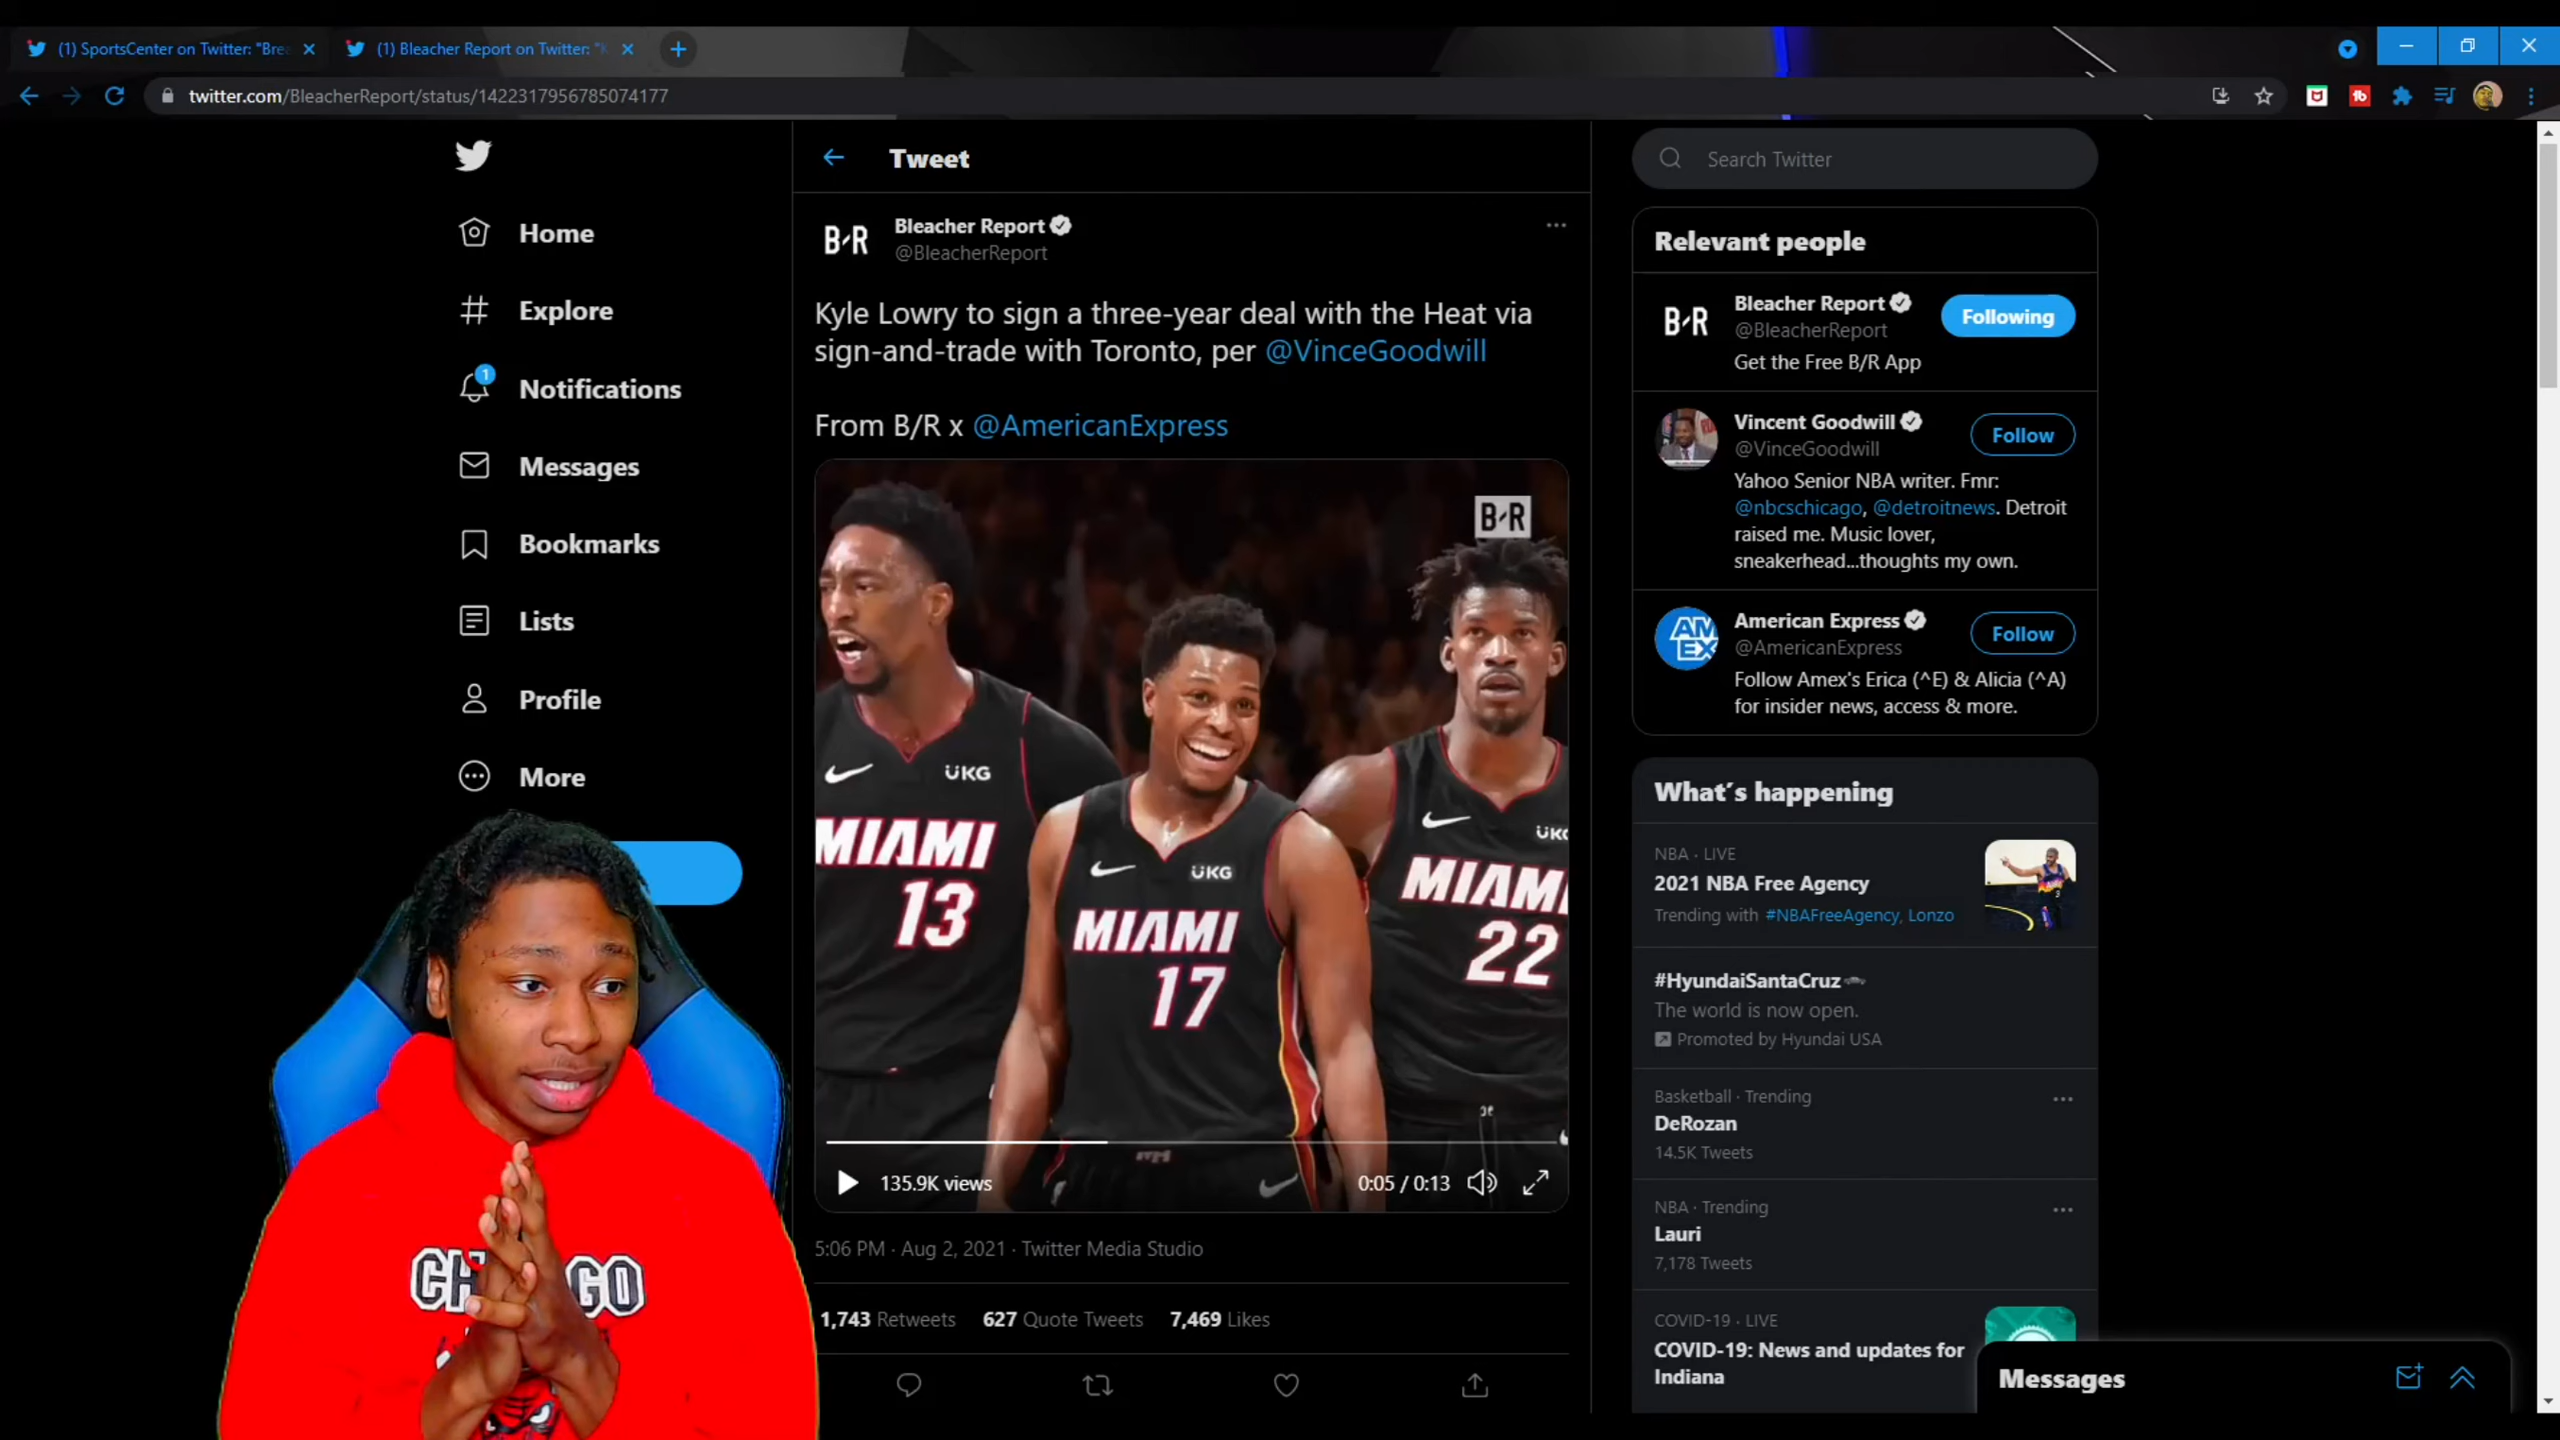 (1) SportsCenter on Twitter: "Bre
(1) Bleacher Report on Twitter: "K
twitter.com/BleacherReport/status/1422317956785074177
Home
Explore
1
Notifications
Messages
Bookmarks
Lists
Profile
More
Tweet
B-R
Bleacher Report
@BleacherReport
Kyle Lowry to sign a three-year deal with the Heat via
sign-and-trade with Toronto, per @VinceGoodwill
From B/R x @AmericanExpress
B-R
UKG
MIAMI
13
UKG
MIAMI
17
UKG
MIAMI
22
135.9K views
0:05 / 0:13
5:06 PM · Aug 2, 2021 · Twitter Media Studio
1,743 Retweets 627 Quote Tweets 7,469 Likes
Search Twitter
Relevant people
B-R
Bleacher Report
@BleacherReport
Following
Get the Free B/R App
Vincent Goodwill
@VinceGoodwill
Follow
Yahoo Senior NBA writer. Fmr:
@nbcschicago, @detroitnews. Detroit
raised me. Music lover,
sneakerhead...thoughts my own.
AM
EX
American Express
@AmericanExpress
Follow
Follow Amex's Erica (^E) & Alicia (^A)
for insider news, access & more.
What's happening
NBA · LIVE
2021 NBA Free Agency
Trending with #NBAFreeAgency, Lonzo
#HyundaiSantaCruz
The world is now open.
Promoted by Hyundai USA
Basketball · Trending
DeRozan
14.5K Tweets
NBA · Trending
Lauri
7,178 Tweets
COVID-19 · LIVE
COVID-19: News and updates for
Indiana
Messages
CH GO